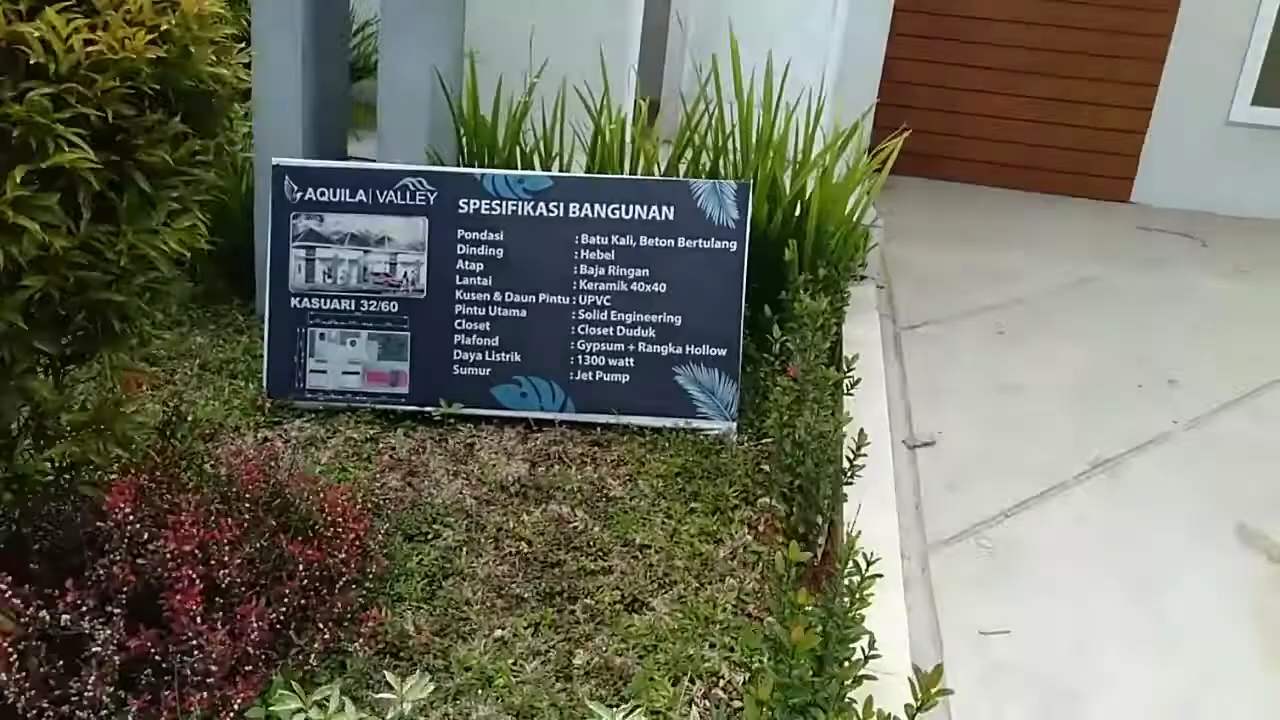 AQUILA | VALLEY
KASUARI 32/60
SPESIFIKASI BANGUNAN
Pondasi : Batu Kali, Beton Bertulang
Dinding : Hebel
Atap : Baja Ringan
Lantai : Keramik 40x40
Kusen & Daun Pintu : UPVC
Pintu Utama : Solid Engineering
Closet : Closet Duduk
Plafond : Gypsum + Rangka Hollow
Daya Listrik : 1300 watt
Sumur : Jet Pump